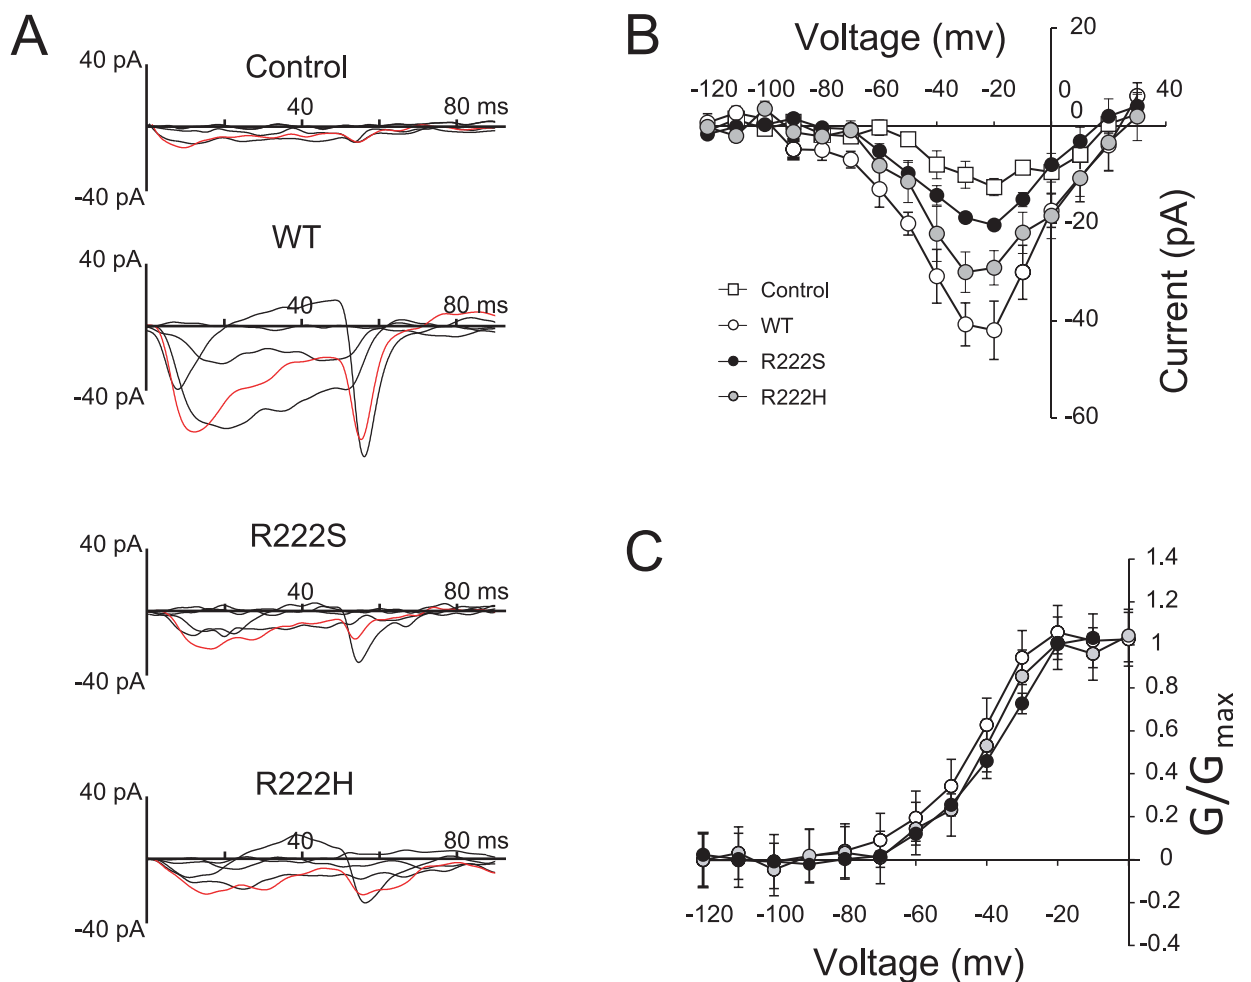 A
40 pA
Control
40
80 ms
-40 pA
WT
40 pA
40
80 ms
-40 pA
R222S
40 pA
40
80 ms
-40 pA
R222H
40 pA
40
80 ms
-40 pA
B
Voltage (mv)
20
-120 -100 -80 -60 -40 -20 0 40
0
-20
-40
-60
Current (pA)
Control
WT
R222S
R222H
C
1.4
1.2
1
0.8
0.6
0.4
0.2
0
-0.2
-0.4
G/Gmax
-120 -100 -80 -60 -40 -20
Voltage (mv)